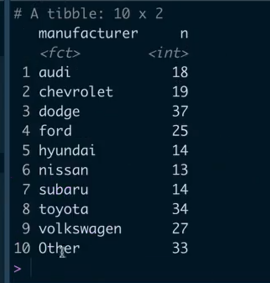 # A tibble: 10 x 2
manufacturer n
<fct> <int>
1 audi 18
2 chevrolet 19
3 dodge 37
4 ford 25
5 hyundai 14
6 nissan 13
7 subaru 14
8 toyota 34
9 volkswagen 27
10 Other 33
>